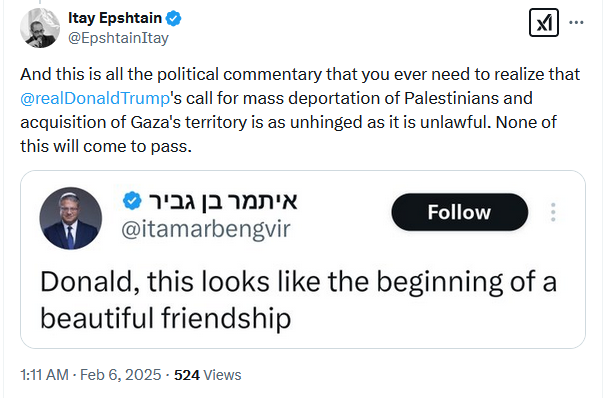 Itay Epshtain
@EpshtainItay
And this is all the political commentary that you ever need to realize that
@realDonaldTrump's call for mass deportation of Palestinians and
acquisition of Gaza's territory is as unhinged as it is unlawful. None of
this will come to pass.
איתמר בן גביר
@itamarbengvir
Follow
Donald, this looks like the beginning of a
beautiful friendship
1:11 AM · Feb 6, 2025 · 524 Views